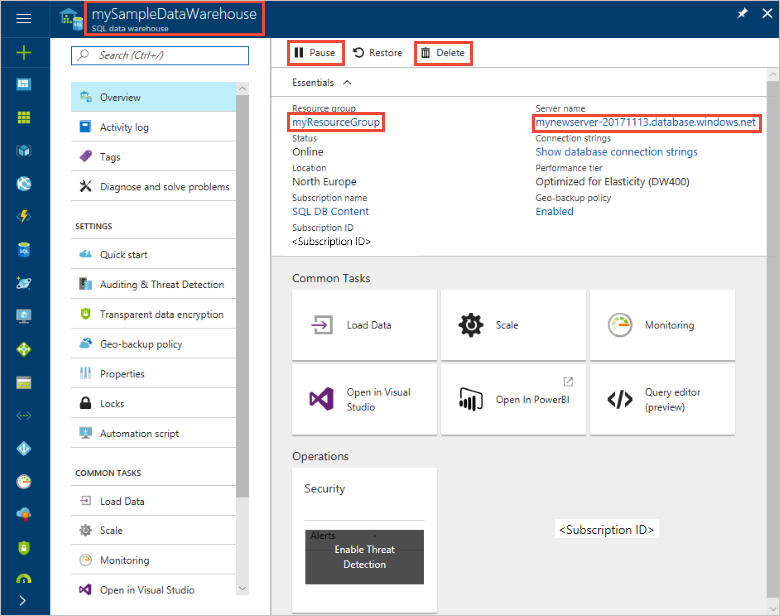 mySampleDataWarehouse
SQL data warehouse
Search (Ctrl+/)
Overview
Activity log
Tags
Diagnose and solve problems
SETTINGS
Quick start
Auditing & Threat Detection
Transparent data encryption
Geo-backup policy
Properties
Locks
Automation script
COMMON TASKS
Load Data
Scale
Monitoring
Open in Visual Studio
Pause
Restore
Delete
Essentials
Resource group
myResourceGroup
Status
Online
Location
North Europe
Subscription name
SQL DB Content
Subscription ID
<Subscription ID>
Server name
mynewserver-20171113.database.windows.net
Connection strings
Show database connection strings
Performance tier
Optimized for Elasticity (DW400)
Geo-backup policy
Enabled
Common Tasks
Load Data
Scale
Monitoring
Open in Visual
Studio
Open In PowerBI
Query editor
(preview)
Operations
Security
Alerts
Enable Threat
Detection
<Subscription ID>